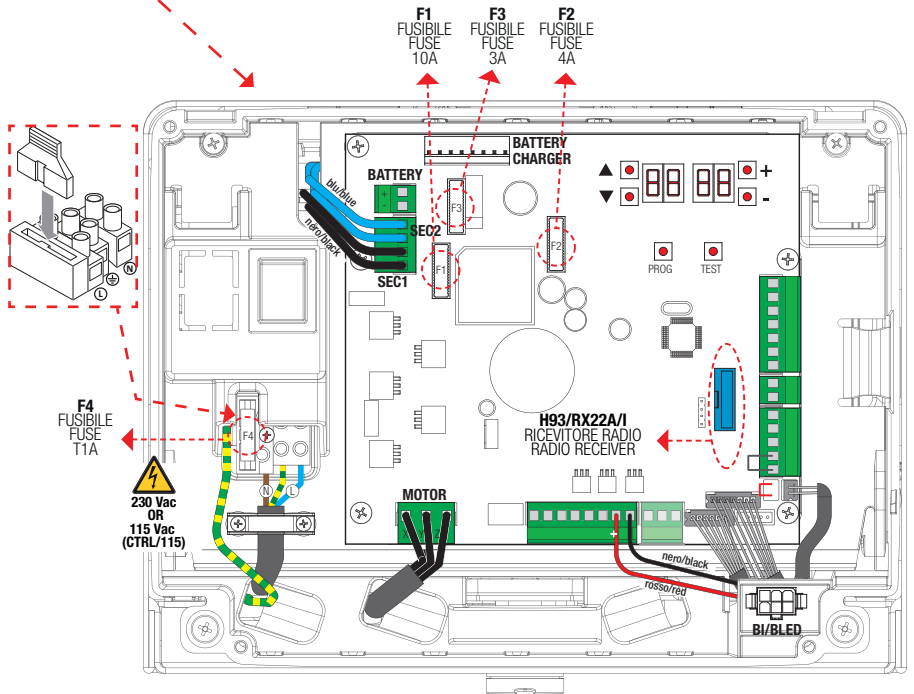 F1
FUSIBILE
FUSE
10A
F3
FUSIBILE
FUSE
3A
F2
FUSIBILE
FUSE
4A
BATTERY
CHARGER
BATTERY
+
-
▲
+
▼
-
blu/blue
SEC2
nero/black
SEC1
F3
F2
F1
PROG
TEST
N
L
F4
FUSIBILE
FUSE
T1A
F4
H93/RX22A/I
RICEVITORE RADIO
RADIO RECEIVER
230 Vac
OR
115 Vac
(CTRL/115)
N
L
MOTOR
+
-
nero/black
rosso/red
BI/BLED